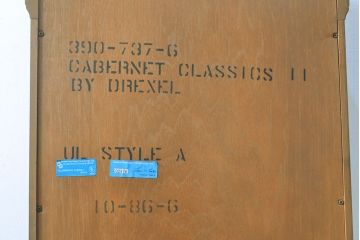 390-737-6
CABERNET CLASSICS II
BY DREXEL
UL STYLE A
10-86-6